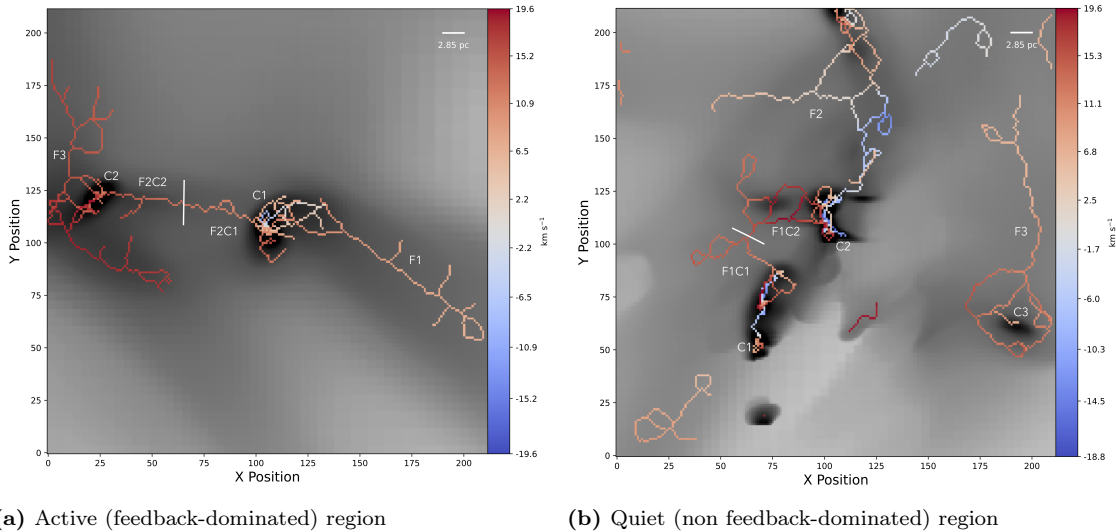 19.6
15.2
10.9
6.5
2.2
-2.2
-6.5
-10.9
-15.2
-19.6
km s⁻¹
200
175
150
125
100
75
50
25
0
Y Position
0 25 50 75 100 125 150 175 200
X Position
2.85 pc
F3
C2
F2C2
C1
F2C1
F1
(a) Active (feedback-dominated) region
19.6
15.3
11.1
6.8
2.5
-1.7
-6.0
-10.3
-14.5
-18.8
km s⁻¹
200
175
150
125
100
75
50
25
0
Y Position
0 25 50 75 100 125 150 175 200
X Position
2.85 pc
F2
F1C2
C2
F1C1
F3
C3
C1
(b) Quiet (non feedback-dominated) region